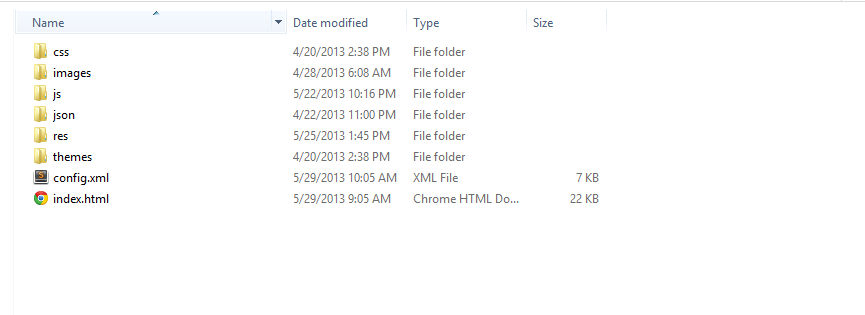 Name Date modified Type Size
css 4/20/2013 2:38 PM File folder
images 4/28/2013 6:08 AM File folder
js 5/22/2013 10:16 PM File folder
json 4/22/2013 11:00 PM File folder
res 5/25/2013 1:45 PM File folder
themes 4/20/2013 2:38 PM File folder
config.xml 5/29/2013 10:05 AM XML File 7 KB
index.html 5/29/2013 9:05 AM Chrome HTML Do... 22 KB